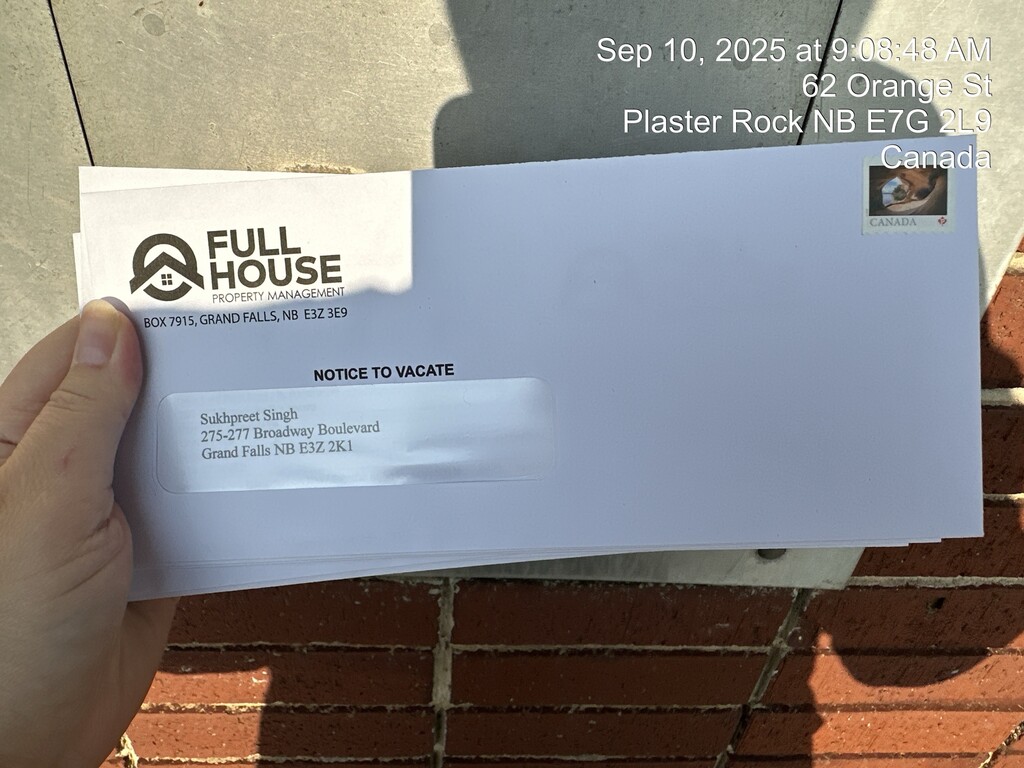 Sep 10, 2025 at 9:08:48 AM
62 Orange St
Plaster Rock NB E7G 2L9
Canada
CANADA
FULL
HOUSE
PROPERTY MANAGEMENT
BOX 7915, GRAND FALLS, NB E3Z 3E9
NOTICE TO VACATE
Sukhpreet Singh
275-277 Broadway Boulevard
Grand Falls NB E3Z 2K1